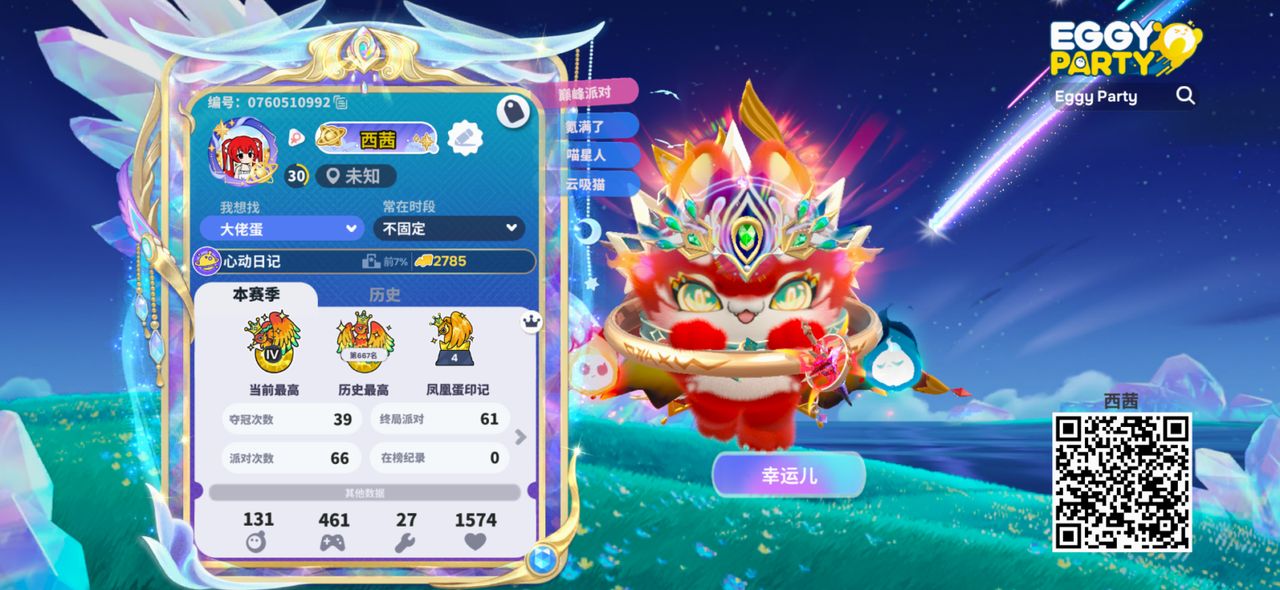 编号：0760510992
西茜
30
未知
我想找
常在时段
大佬蛋
不固定
心动日记
前7%
2785
本赛季
历史
IV
第667名
4
当前最高
历史最高
凤凰蛋印记
夺冠次数 39
终局派对 61
派对次数 66
在榜纪录 0
其他数据
131 461 27 1574
巅峰派对
氪满了
喵星人
云吸猫
幸运儿
EGGY
PARTY
Eggy Party
西茜